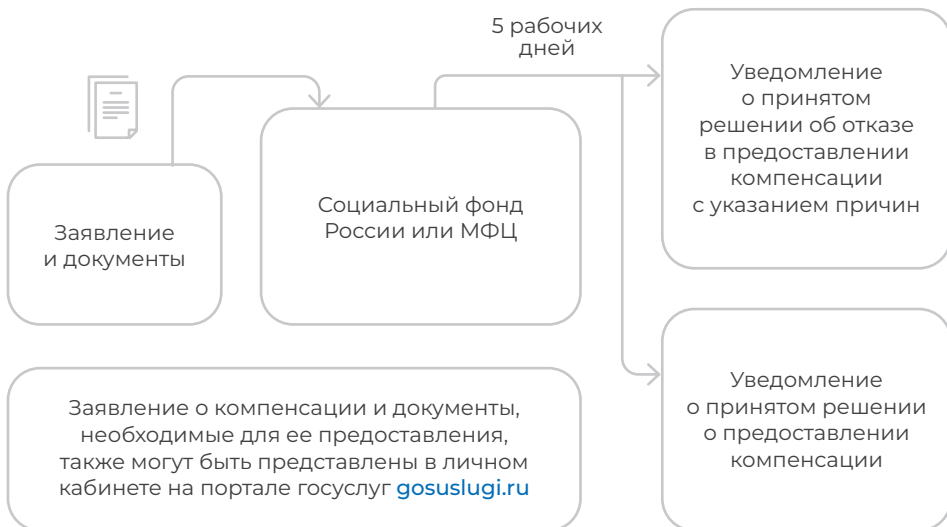 5 рабочих
дней
Заявление
и документы
Социальный фонд
России или МФЦ
Уведомление
о принятом
решении об отказе
в предоставлении
компенсации
с указанием причин
Уведомление
о принятом решении
о предоставлении
компенсации
Заявление о компенсации и документы,
необходимые для ее предоставления,
также могут быть представлены в личном
кабинете на портале госуслуг gosuslugi.ru